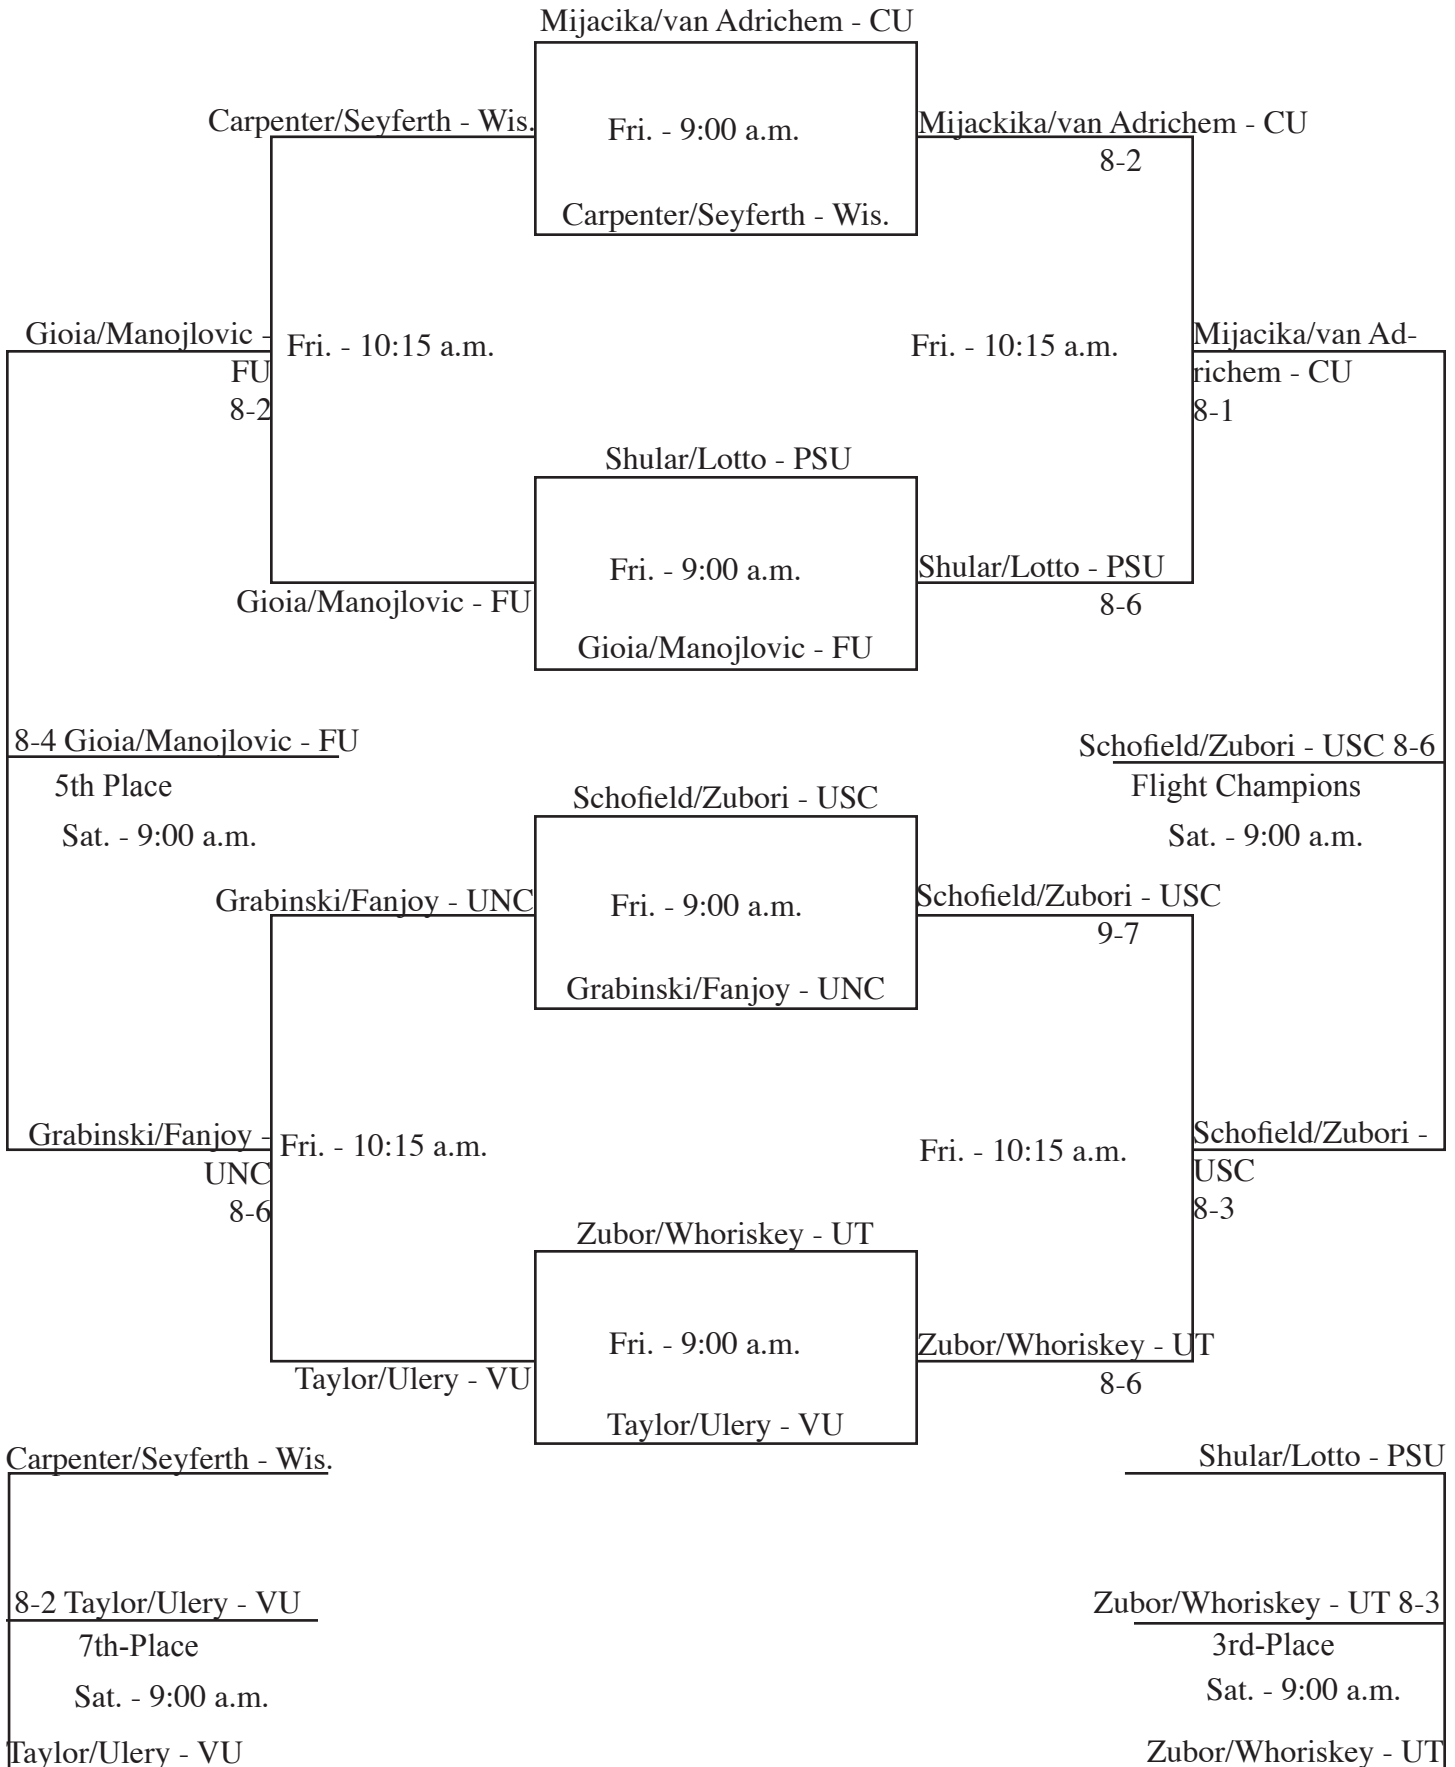 Mijacika/van Adrichem - CU
Carpenter/Seyferth - Wis.
Fri. - 9:00 a.m.
Mijackika/van Adrichem - CU
8-2
Carpenter/Seyferth - Wis.
Gioia/Manojlovic -
FU
8-2
Fri. - 10:15 a.m.
Fri. - 10:15 a.m.
Mijacika/van Ad-
richem - CU
8-1
Shular/Lotto - PSU
Fri. - 9:00 a.m.
Shular/Lotto - PSU
8-6
Gioia/Manojlovic - FU
Gioia/Manojlovic - FU
8-4 Gioia/Manojlovic - FU
5th Place
Sat. - 9:00 a.m.
Schofield/Zubori - USC 8-6
Flight Champions
Sat. - 9:00 a.m.
Schofield/Zubori - USC
Grabinski/Fanjoy - UNC
Fri. - 9:00 a.m.
Schofield/Zubori - USC
9-7
Grabinski/Fanjoy - UNC
Grabinski/Fanjoy -
UNC
8-6
Fri. - 10:15 a.m.
Fri. - 10:15 a.m.
Schofield/Zubori -
USC
8-3
Zubor/Whoriskey - UT
Fri. - 9:00 a.m.
Zubor/Whoriskey - UT
8-6
Taylor/Ulery - VU
Taylor/Ulery - VU
Carpenter/Seyferth - Wis.
Shular/Lotto - PSU
8-2 Taylor/Ulery - VU
7th-Place
Sat. - 9:00 a.m.
Zubor/Whoriskey - UT 8-3
3rd-Place
Sat. - 9:00 a.m.
Taylor/Ulery - VU
Zubor/Whoriskey - UT